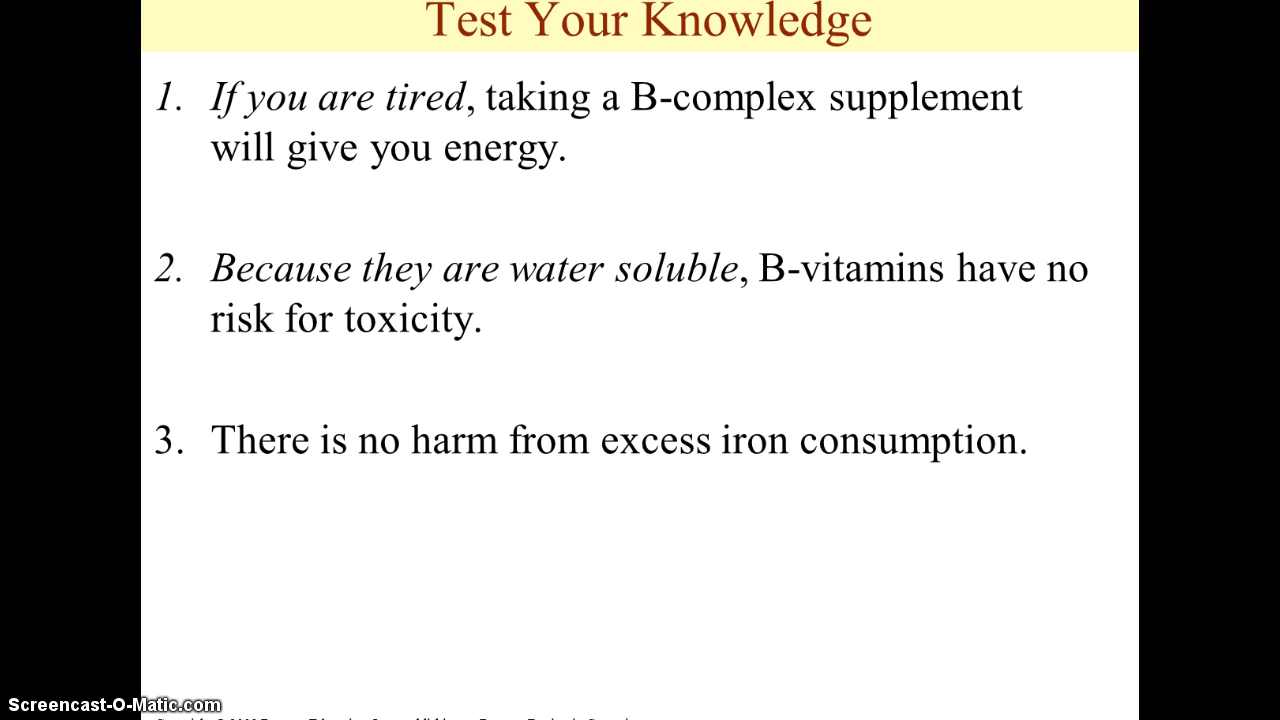 Test Your Knowledge
1. If you are tired, taking a B-complex supplement
will give you energy.
2. Because they are water soluble, B-vitamins have no
risk for toxicity.
3. There is no harm from excess iron consumption.
Screencast-O-Matic.com